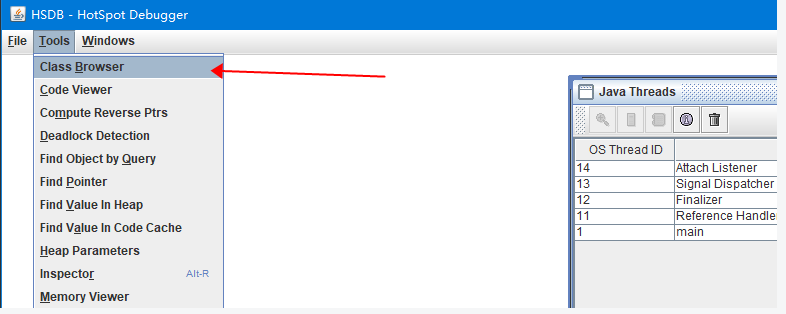 HSDB - HotSpot Debugger
File Tools Windows
Class Browser
Code Viewer
Compute Reverse Ptrs
Deadlock Detection
Find Object by Query
Find Pointer
Find Value In Heap
Find Value In Code Cache
Heap Parameters
Inspector Alt-R
Memory Viewer
Java Threads
OS Thread ID
14 Attach Listener
13 Signal Dispatcher
12 Finalizer
11 Reference Handle
1 main